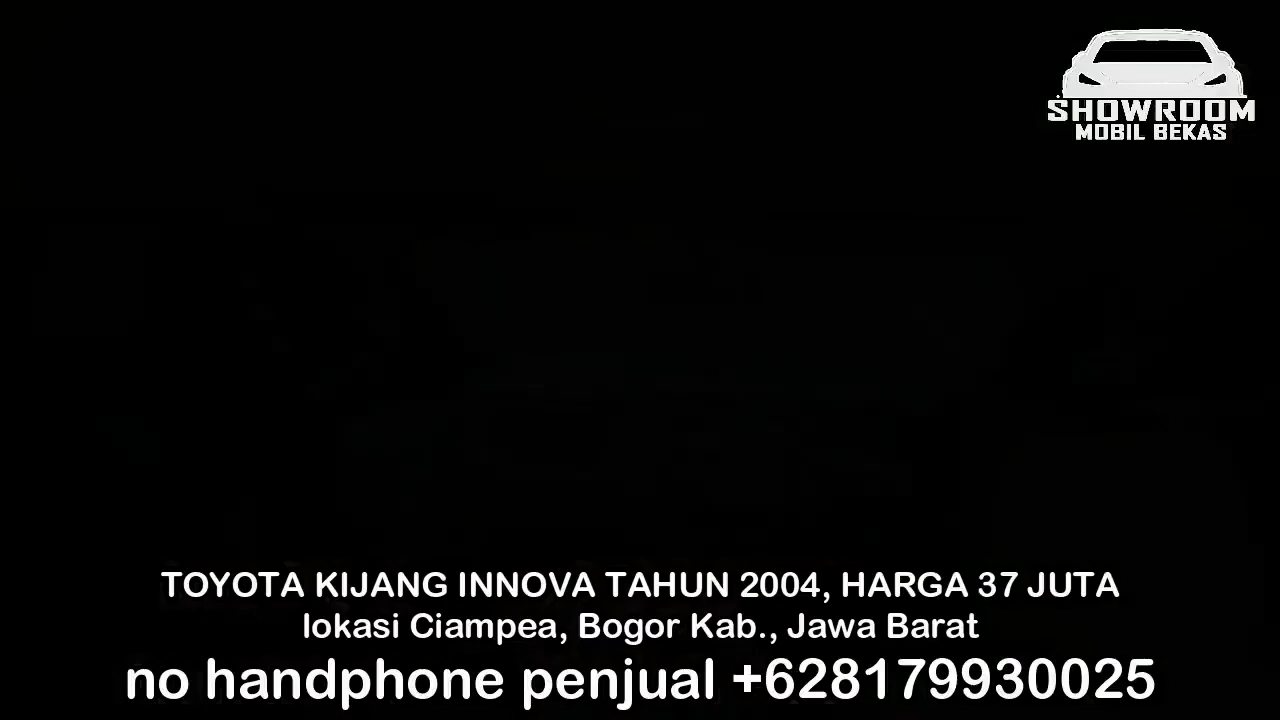 SHOWROOM
MOBIL BEKAS
TOYOTA KIJANG INNOVA TAHUN 2004, HARGA 37 JUTA
lokasi Ciampea, Bogor Kab., Jawa Barat
no handphone penjual +628179930025